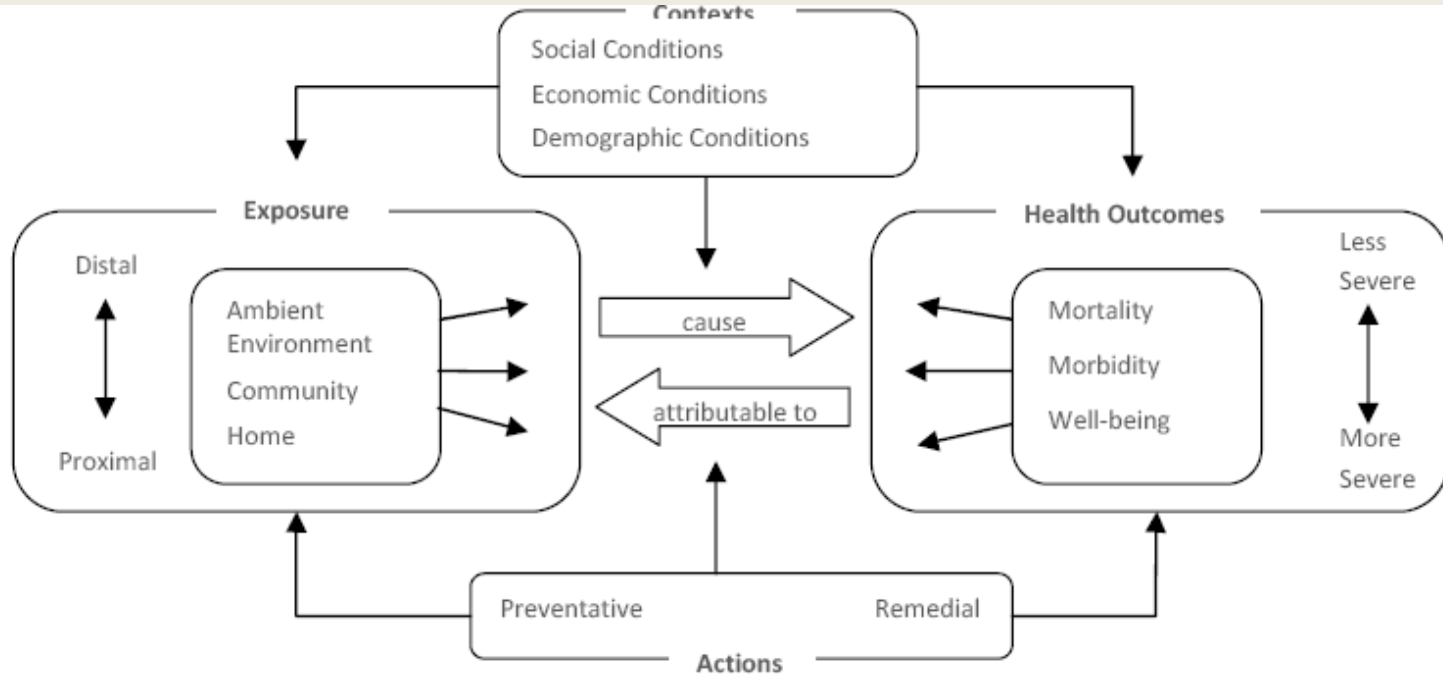 Contexts
Social Conditions
Economic Conditions
Demographic Conditions
Exposure
Distal
Proximal
Ambient
Environment
Community
Home
cause
attributable to
Health Outcomes
Mortality
Morbidity
Well-being
Less
Severe
More
Severe
Preventative
Remedial
Actions